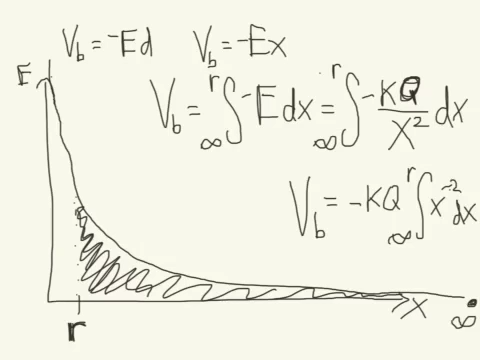 V_b = -Ed   V_b = -Ex
E
V_b = ∫_∞^r -E dx = ∫_∞^r -KQ/X² dx
V_b = -KQ ∫_∞^r x⁻² dx
X
r   ∞